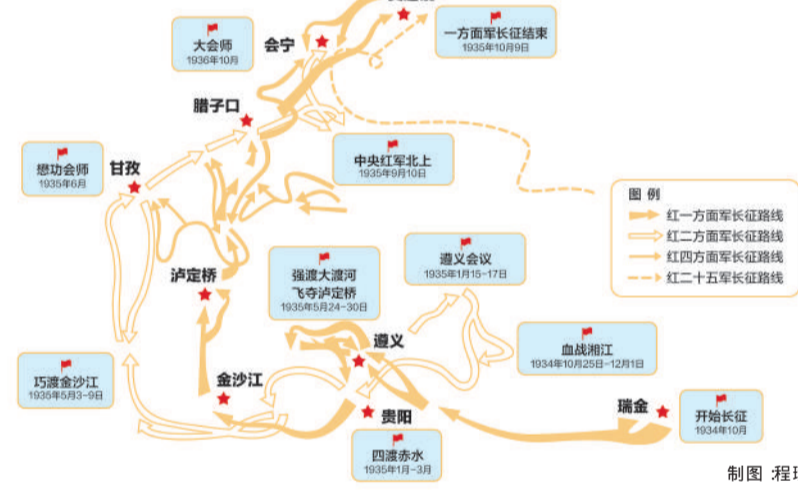 一方面军长征结束
1935年10月9日
大会师
1936年10月
会宁
腊子口
中央红军北上
1935年9月10日
懋功会师
1935年6月
甘孜
图 例
红一方面军长征路线
红二方面军长征路线
红四方面军长征路线
红二十五军长征路线
泸定桥
强渡大渡河
飞夺泸定桥
1935年5月24-30日
遵义会议
1935年1月15-17日
血战湘江
1934年10月25日-12月1日
遵义
巧渡金沙江
1935年5月3-9日
金沙江
贵阳
四渡赤水
1935年1月-3月
瑞金
开始长征
1934年10月
制图:程